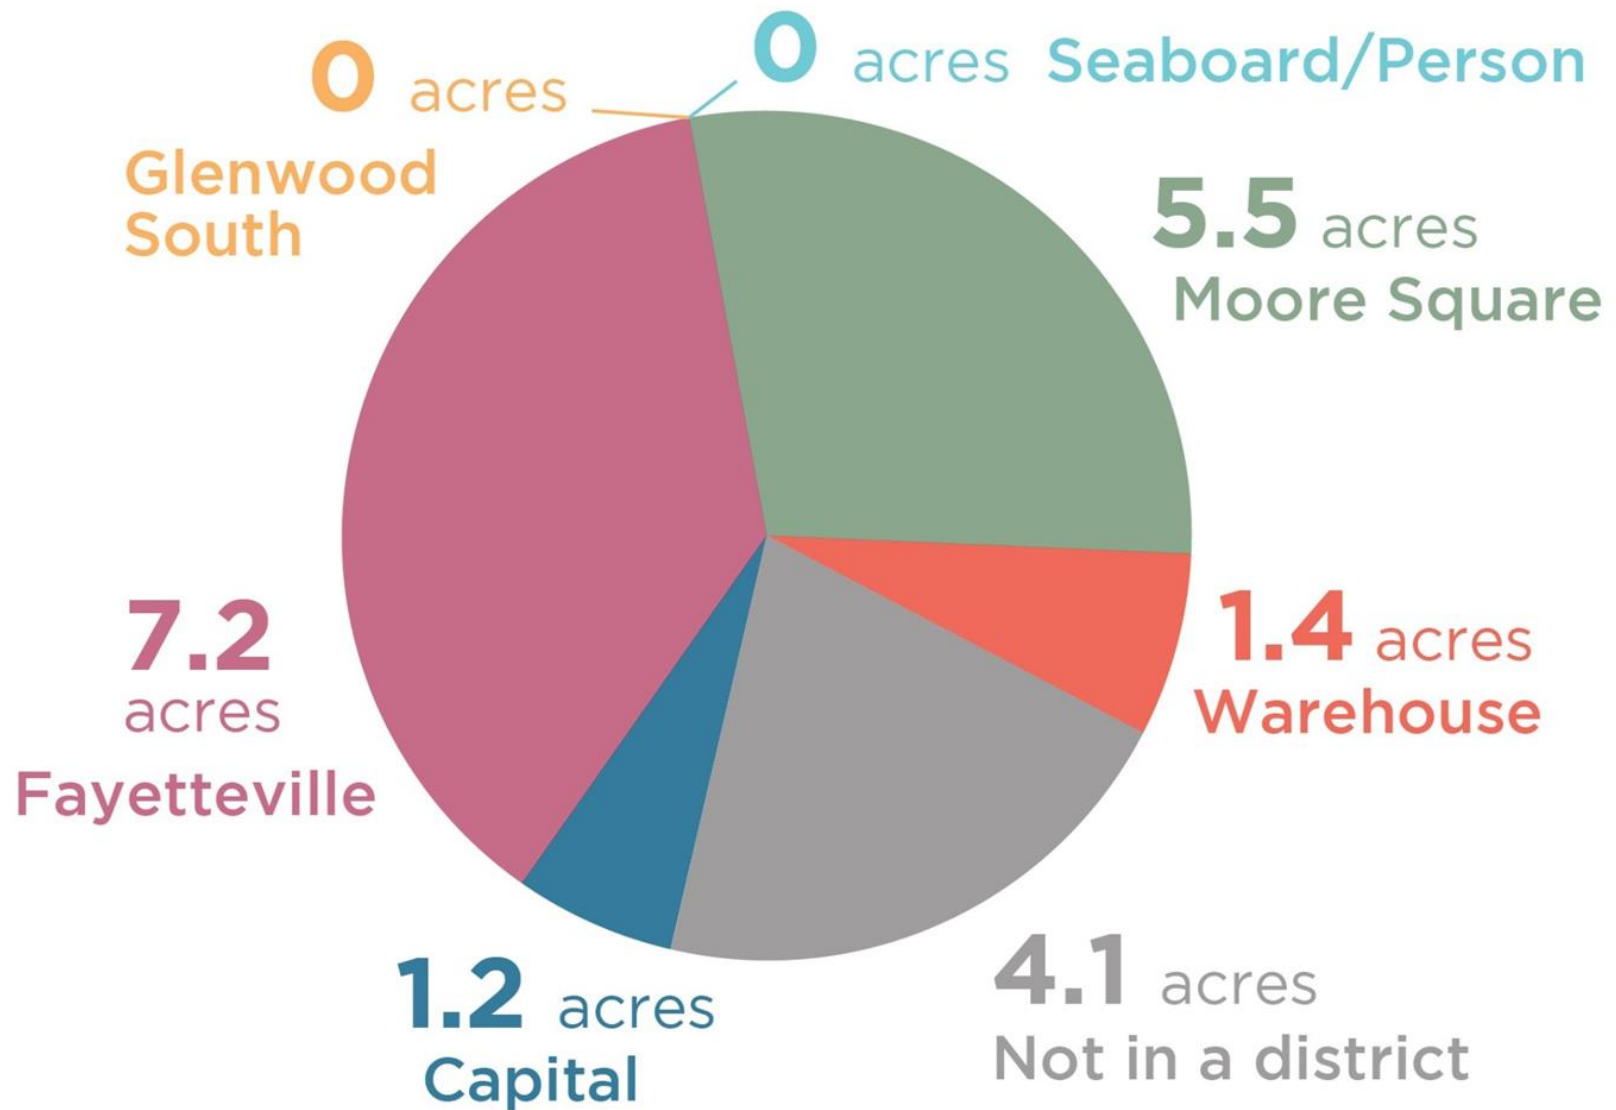 0 acres Seaboard/Person
0 acres
Glenwood
South
5.5 acres
Moore Square
1.4 acres
Warehouse
7.2
acres
Fayetteville
4.1 acres
Not in a district
1.2 acres
Capital